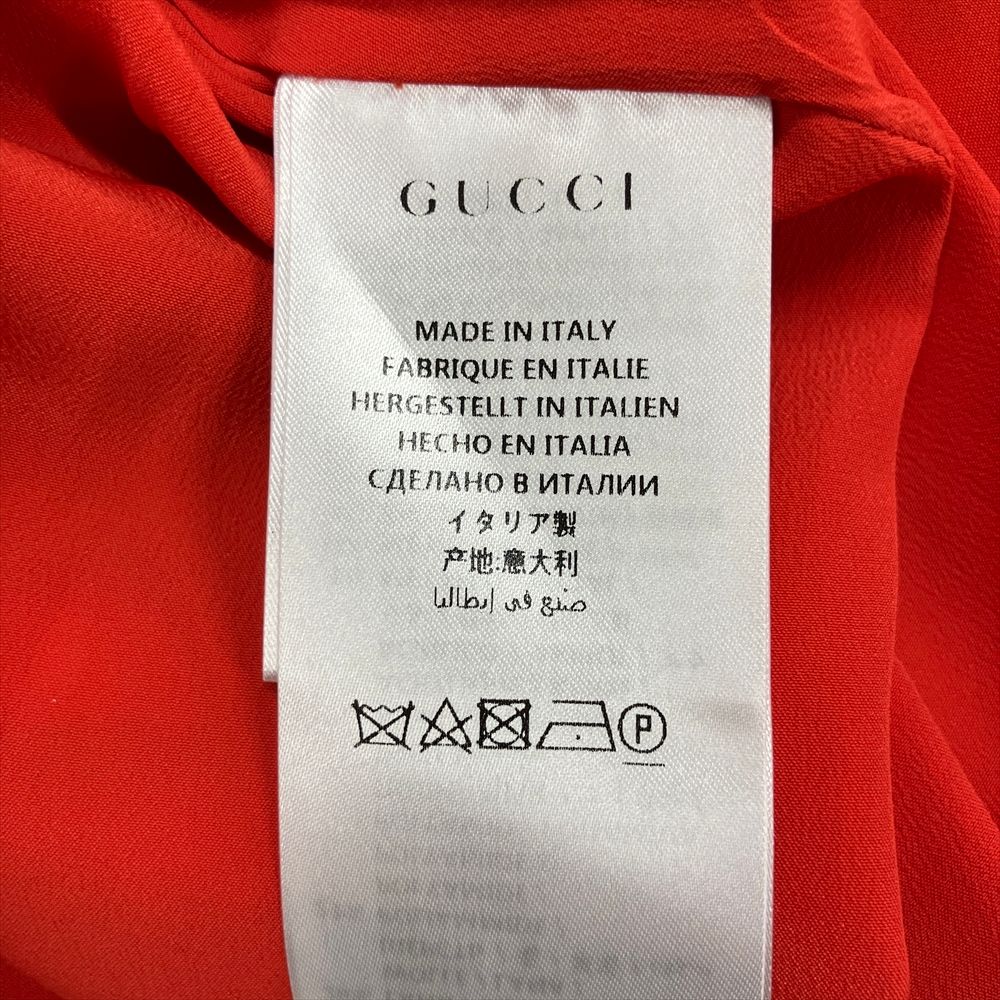 GUCCI
MADE IN ITALY
FABRIQUE EN ITALIE
HERGESTELLT IN ITALIEN
HECHO EN ITALIA
СДЕЛАНО В ИТАЛИИ
イタリア製
产地:意大利
صنع في إيطاليا
P